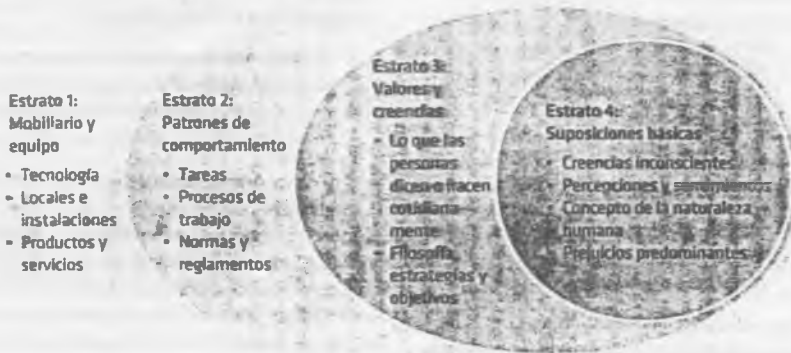 Estrato 1:
Mobiliario y
equipo
• Tecnología
• Locales e
instalaciones
• Productos y
servicios
Estrato 2:
Patrones de
comportamiento
• Tareas
• Procesos de
trabajo
• Normas y
reglamentos
Estrato 3:
Valores y
creencias
• Lo que las
personas
dicen o hacen
cotidiana
mente
• Filosofía,
estrategias y
objetivos
Estrato 4:
Suposiciones básicas
• Creencias inconscientes
• Percepciones y sentimientos
• Concepto de la naturaleza
humana
• Prejuicios predominantes